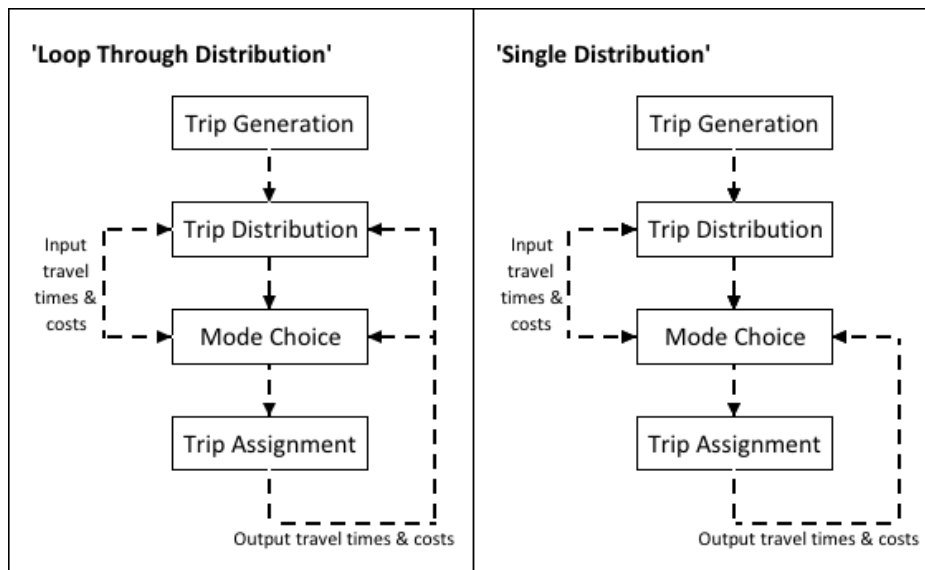 'Loop Through Distribution'
Trip Generation
Trip Distribution
Input
travel
times &
costs
Mode Choice
Trip Assignment
Output travel times & costs
'Single Distribution'
Trip Generation
Trip Distribution
Input
travel
times &
costs
Mode Choice
Trip Assignment
Output travel times & costs